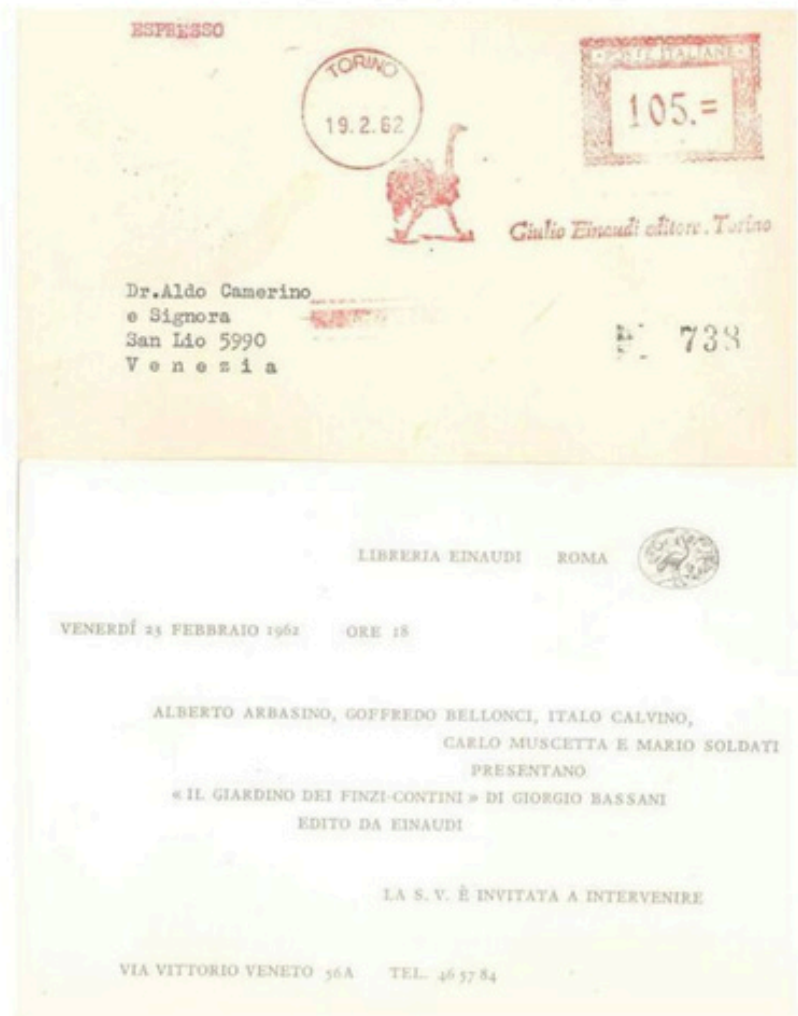 ESPRESSO
TORINO
19.2.62
POSTE ITALIANE
105.=
Giulio Einaudi editore. Torino
Dr.Aldo Camerino
e Signora
San Lio 5990
Venezia
738
LIBRERIA EINAUDI ROMA
VENERDÍ 23 FEBBRAIO 1962 ORE 18
ALBERTO ARBASINO, GOFFREDO BELLONCI, ITALO CALVINO,
CARLO MUSCETTA E MARIO SOLDATI
PRESENTANO
« IL GIARDINO DEI FINZI-CONTINI » DI GIORGIO BASSANI
EDITO DA EINAUDI
LA S. V. È INVITATA A INTERVENIRE
VIA VITTORIO VENETO 56A TEL. 46 57 84